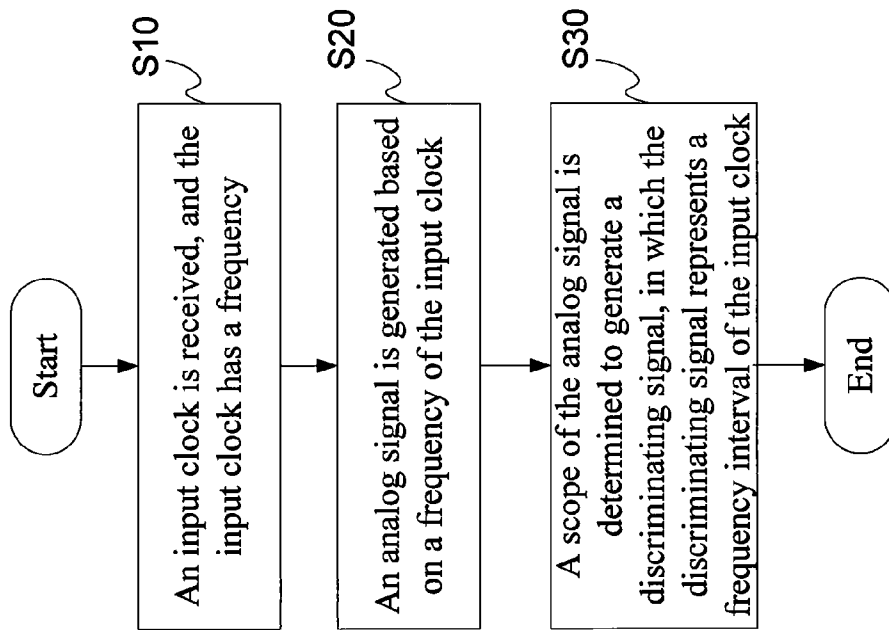 Start
An input clock is received, and the
input clock has a frequency
S10
An analog signal is generated based
on a frequency of the input clock
S20
A scope of the analog signal is
determined to generate a
discriminating signal, in which the
discriminating signal represents a
frequency interval of the input clock
S30
End